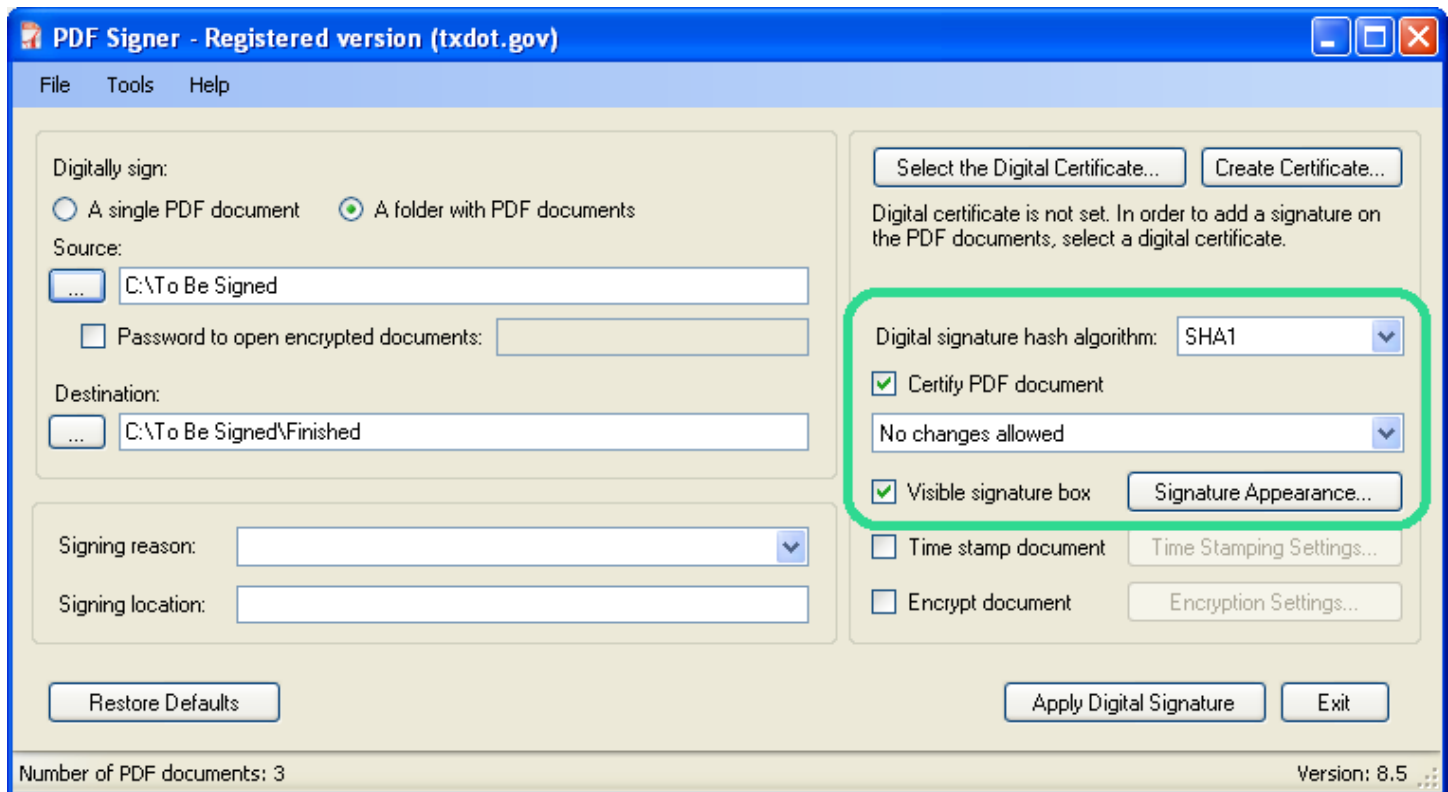 PDF Signer - Registered version (txdot.gov)
File Tools Help
Digitally sign:
A single PDF document A folder with PDF documents
Source:
... C:\To Be Signed
Password to open encrypted documents:
Destination:
... C:\To Be Signed\Finished
Signing reason:
Signing location:
Select the Digital Certificate... Create Certificate...
Digital certificate is not set. In order to add a signature on
the PDF documents, select a digital certificate.
Digital signature hash algorithm: SHA1
Certify PDF document
No changes allowed
Visible signature box Signature Appearance...
Time stamp document Time Stamping Settings...
Encrypt document Encryption Settings...
Restore Defaults Apply Digital Signature Exit
Number of PDF documents: 3 Version: 8.5